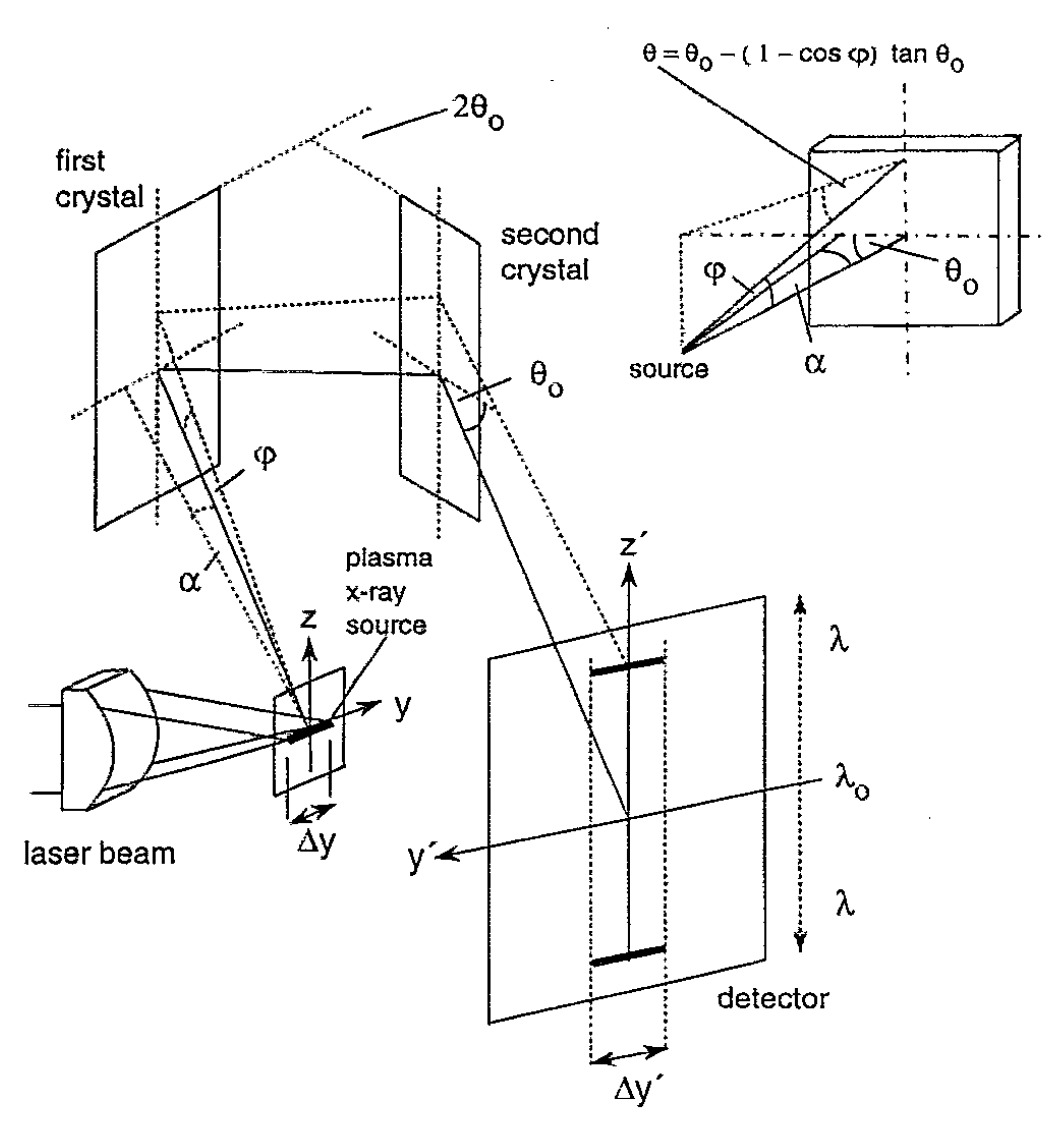 θ = θo – ( 1 – cos φ) tan θo
2θo
first
crystal
second
crystal
φ
θo
α
source
θo
φ
α
plasma
x-ray
source
z
y
Δy
laser beam
z´
y´
λ
λo
λ
detector
Δy´